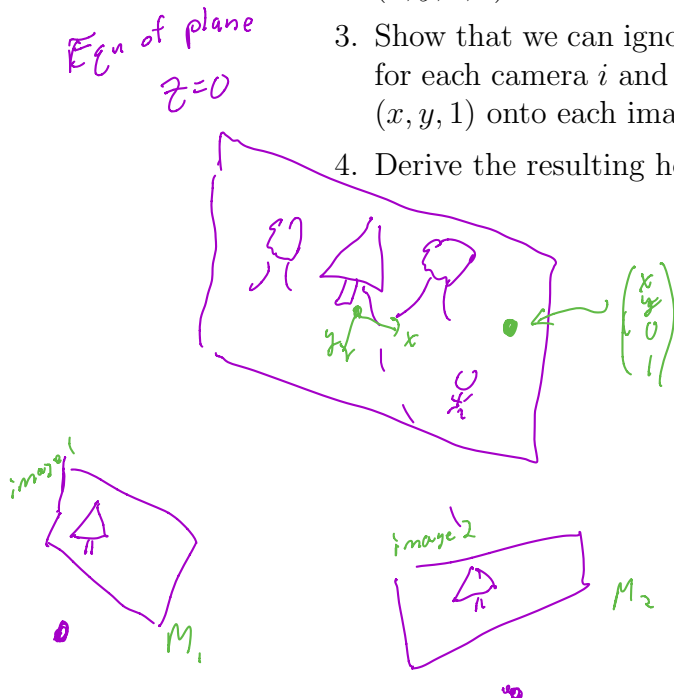 (x, y, 
3. Show that we can igno
for each camera i and
(x, y, 1) onto each ima
4. Derive the resulting h
Eqn of plane
z=0
y x
x
y
0
1
image 1
image 2
M₁
M₂